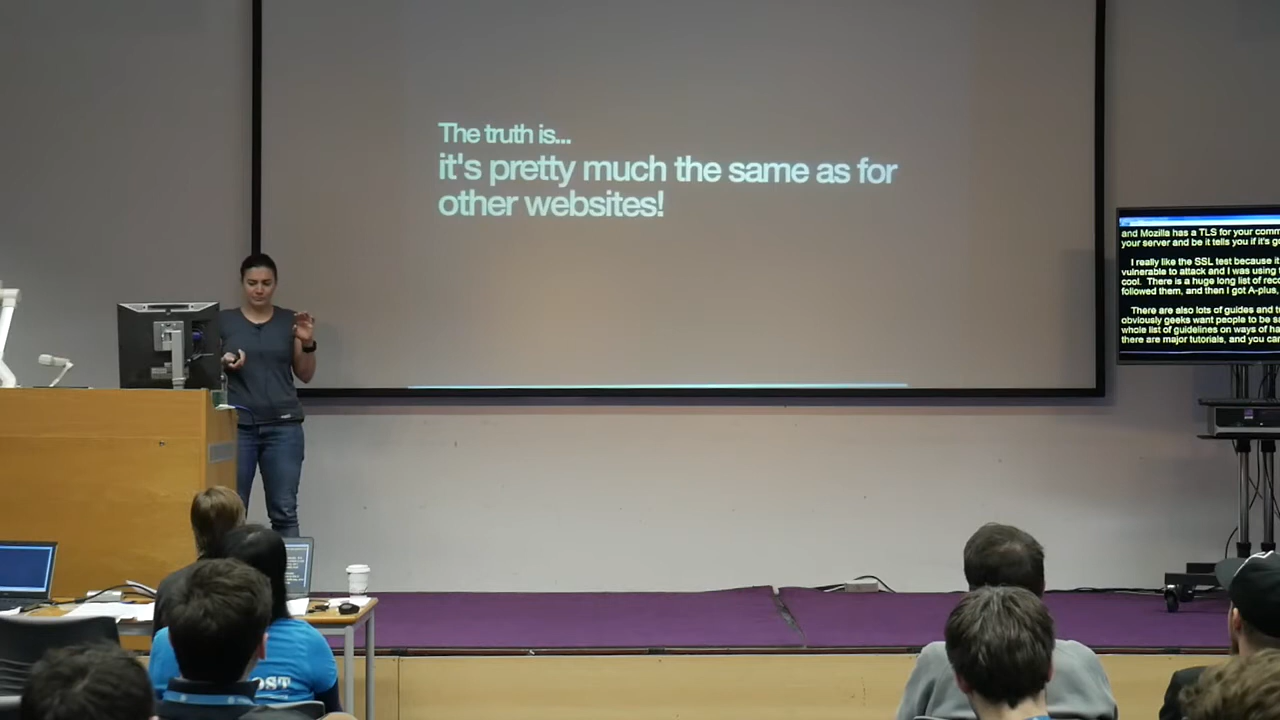 The truth is...
it's pretty much the same as for
other websites!
and Mozilla has a TLS for your comm
your server and be it tells you if it's
I really like the SSL test because it
vulnerable to attack and I was using
cool. There is a huge long list of
followed them, and then I got A-plus,
There are also lots of guides and
obviously geeks want people to be
whole list of guidelines on ways of
there are major tutorials, and you
OST